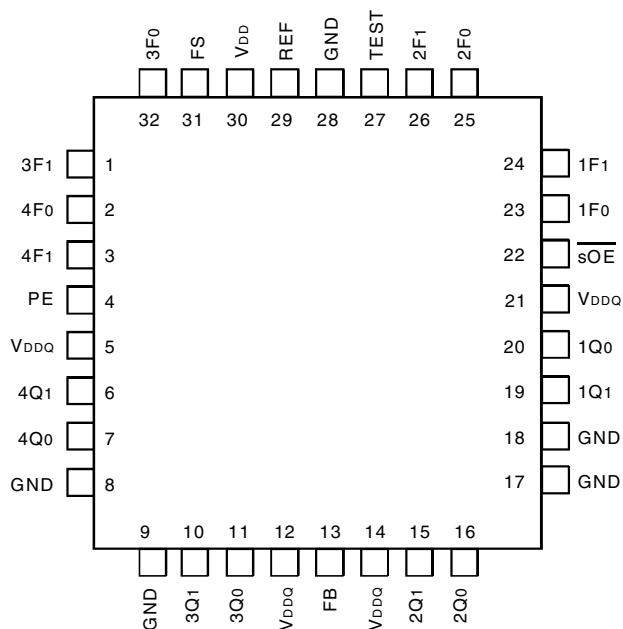 3F0 FS VDD REF GND TEST 2F1 2F0
32 31 30 29 28 27 26 25
3F1 1 24 1F1
4F0 2 23 1F0
4F1 3 22 sOE
PE 4 21 VDDQ
VDDQ 5 20 1Q0
4Q1 6 19 1Q1
4Q0 7 18 GND
GND 8 17 GND
9 10 11 12 13 14 15 16
GND 3Q1 3Q0 VDDQ FB VDDQ 2Q1 2Q0